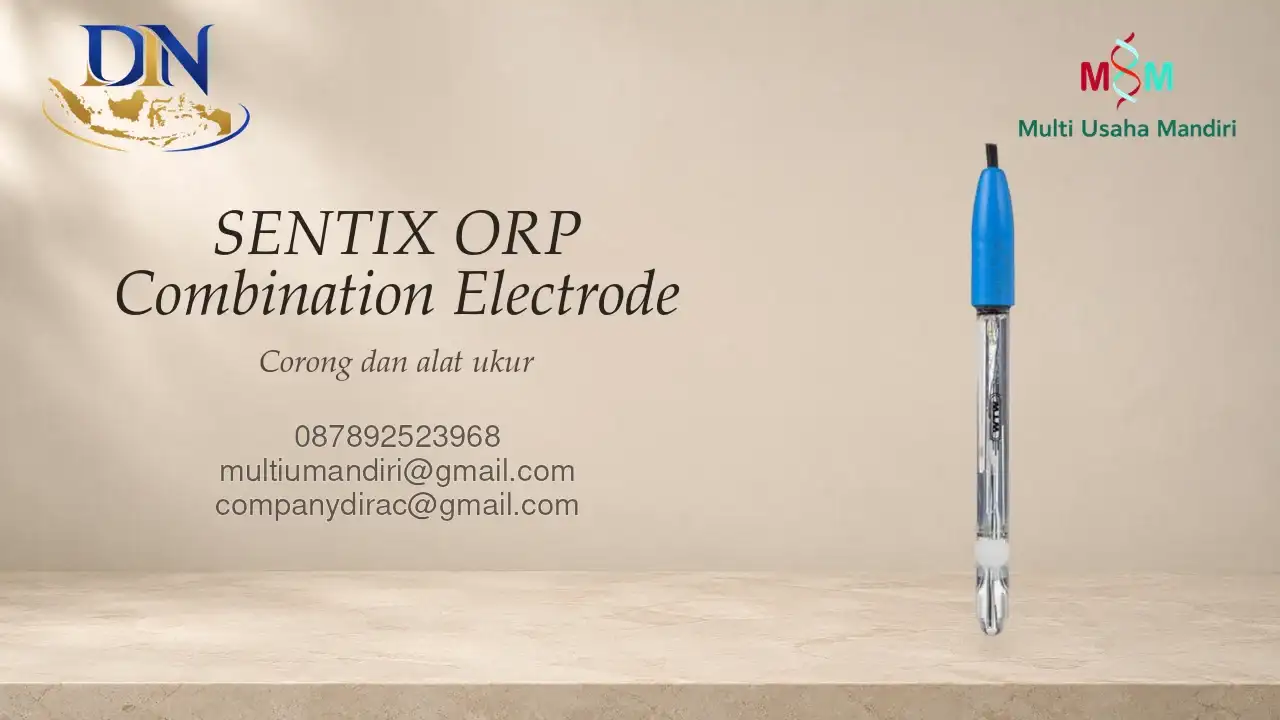 DN
MSM
Multi Usaha Mandiri
SENTIX ORP
Combination Electrode
Corong dan alat ukur
087892523968
multiumandiri@gmail.com
companydirac@gmail.com
WTW